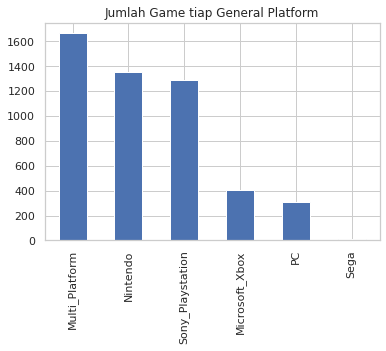 Jumlah Game tiap General Platform
1600
1400
1200
1000
800
600
400
200
0
Multi_Platform
Nintendo
Sony_Playstation
Microsoft_Xbox
PC
Sega